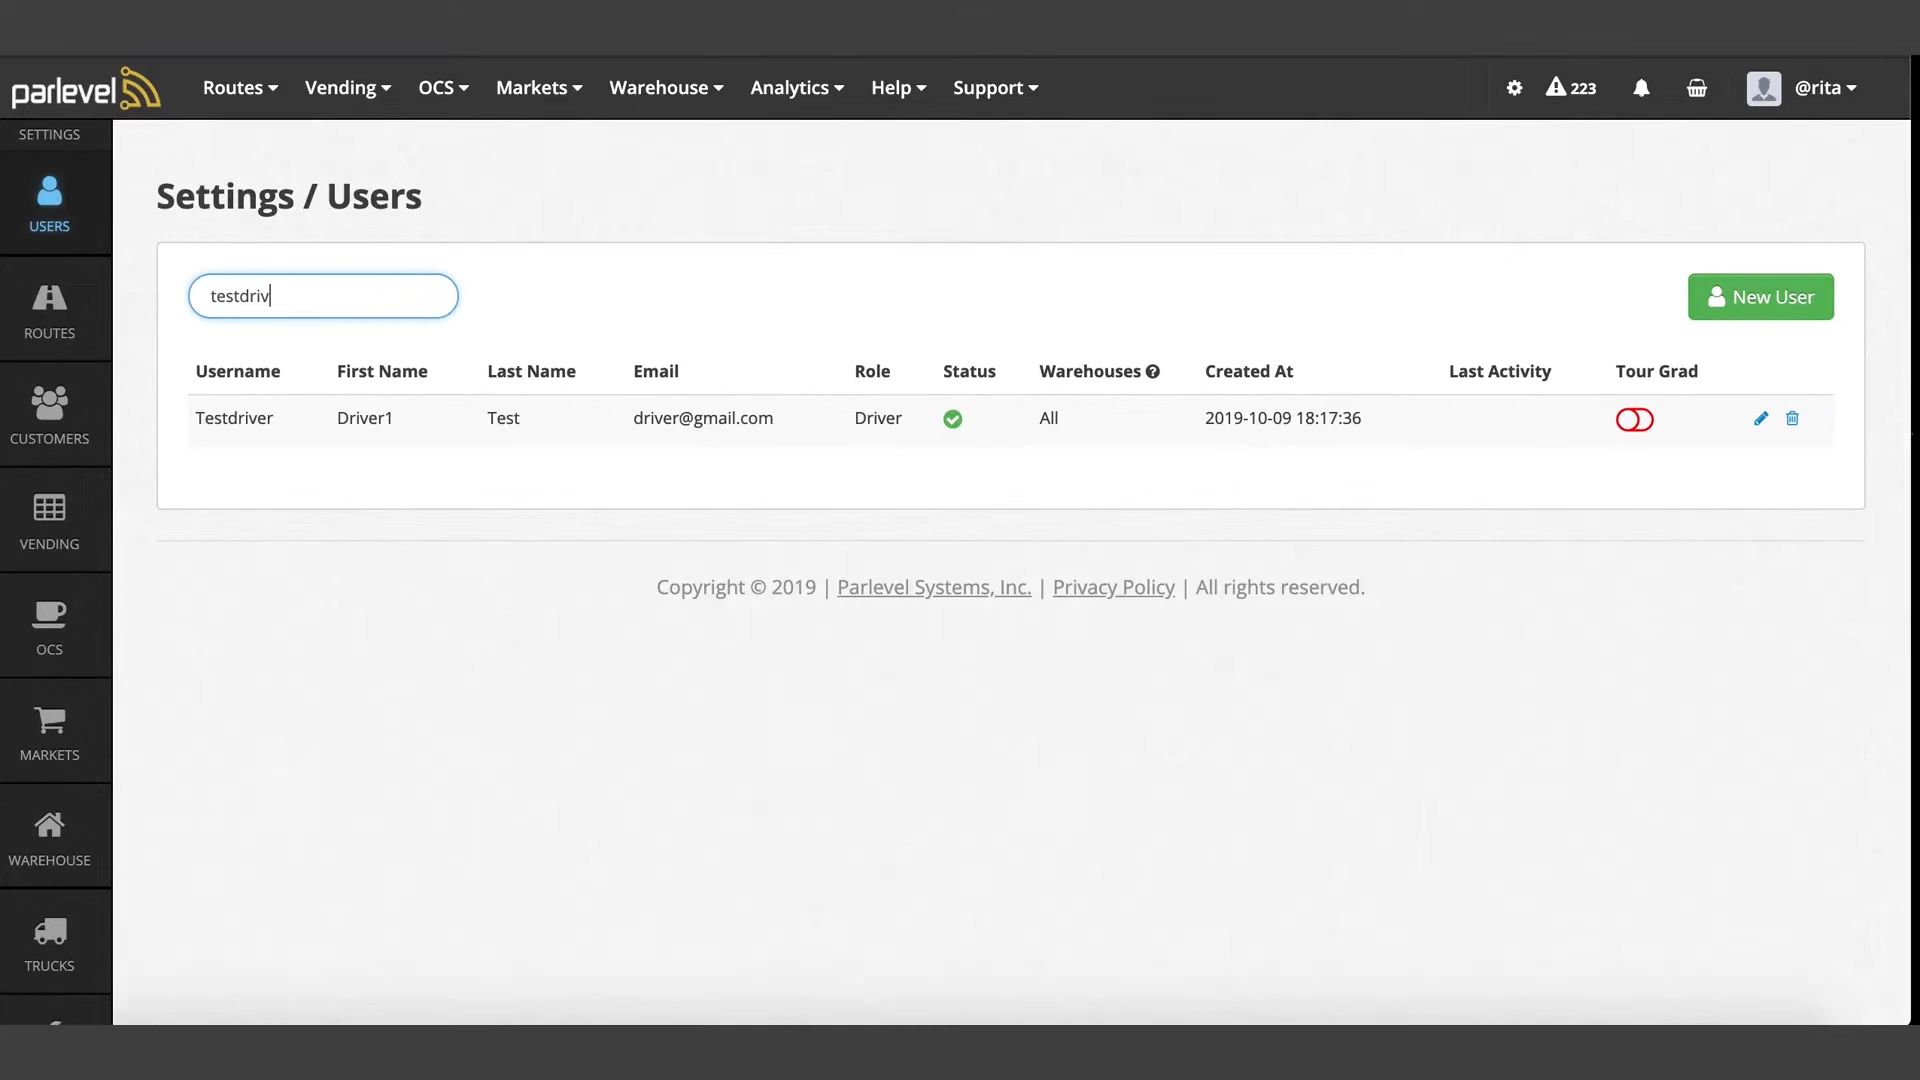 parlevel Routes Vending OCS Markets Warehouse Analytics Help Support 223 @rita
SETTINGS
USERS
ROUTES
CUSTOMERS
VENDING
OCS
MARKETS
WAREHOUSE
TRUCKS
Settings / Users
testdriv
New User
Username First Name Last Name Email Role Status Warehouses Created At Last Activity Tour Grad
Testdriver Driver1 Test driver@gmail.com Driver All 2019-10-09 18:17:36
Copyright © 2019 | Parlevel Systems, Inc. | Privacy Policy | All rights reserved.